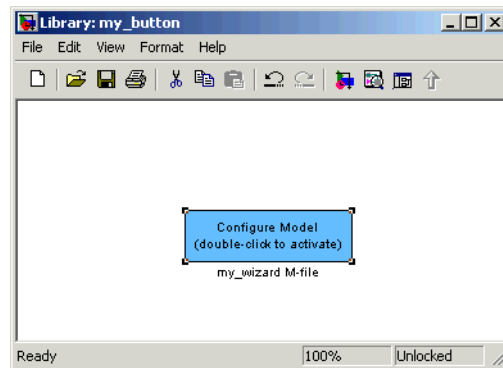 Library: my_button
File Edit View Format Help
Configure Model
(double-click to activate)
my_wizard M-file
Ready 100% Unlocked